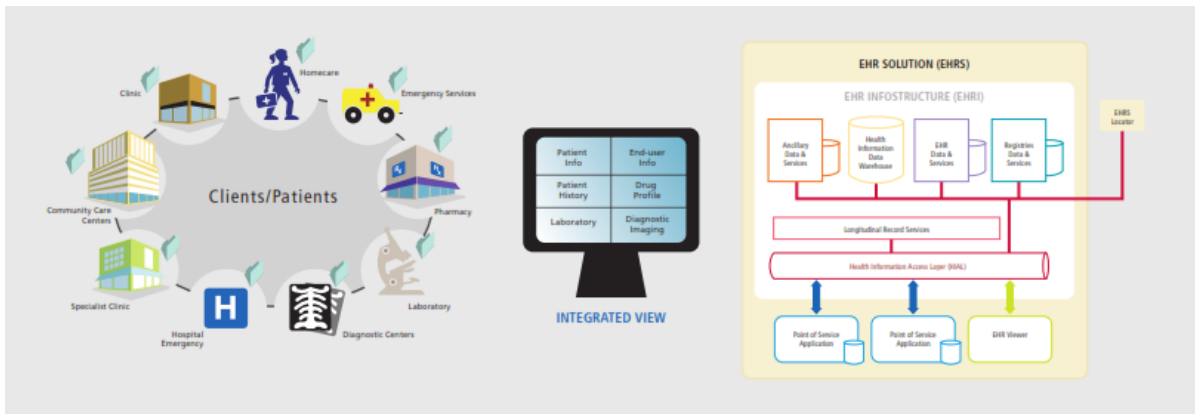 Homecare
Clinic
Emergency Services
Clients/Patients
Community Care
Centers
Pharmacy
Specialist Clinic
Laboratory
H
Hospital
Emergency
Diagnostic Centers
Patient
Info
End-user
Info
Patient
History
Drug
Profile
Laboratory
Diagnostic
Imaging
INTEGRATED VIEW
EHR SOLUTION (EHRS)
EHR INFOSTRUCTURE (EHRI)
Ancillary
Data &
Services
Health
Information
Data
Warehouse
EHR
Data &
Services
Registries
Data &
Services
EHRS
Locator
Longitudinal Record Services
Health Information Access Layer (HIAL)
Point of Service
Application
Point of Service
Application
EHR Viewer